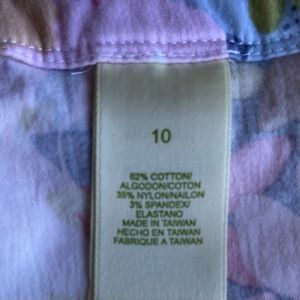 10
62% COTTON/
ALGODON/COTON
35% NYLON/NAILON
3% SPANDEX/
ELASTANO
MADE IN TAIWAN
HECHO EN TAIWAN
FABRIQUE A TAIWAN